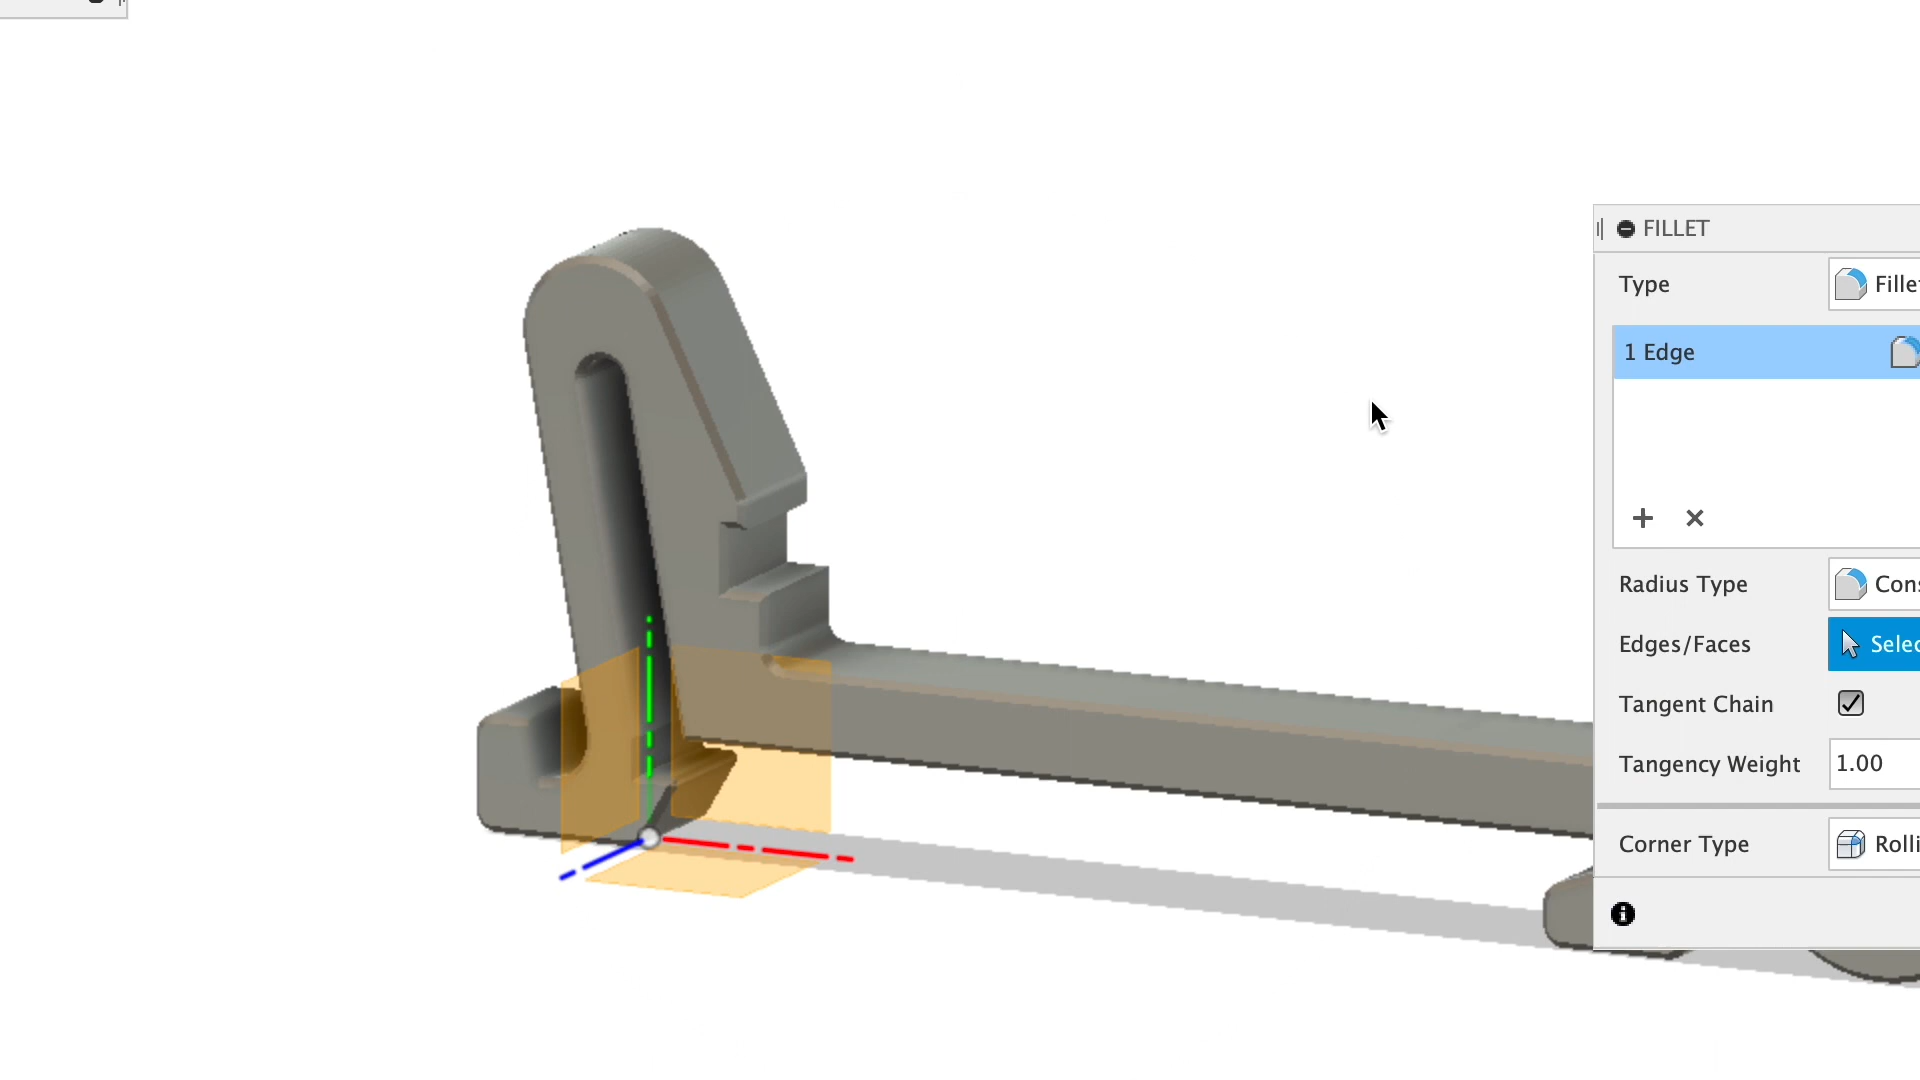 FILLET
Type Fille
1 Edge
Radius Type Cons
Edges/Faces Selec
Tangent Chain
Tangency Weight 1.00
Corner Type Rolli